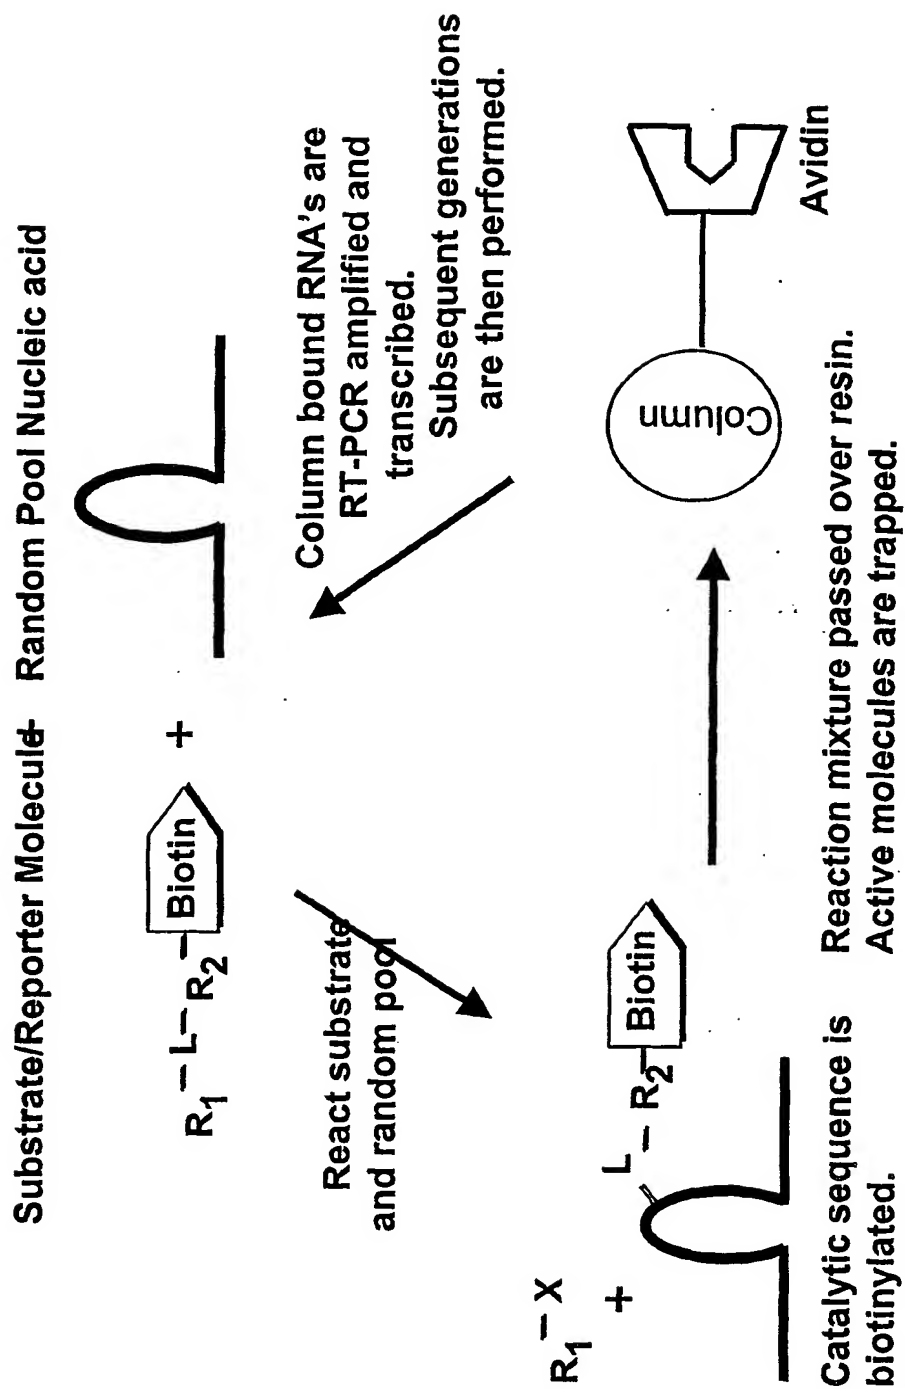 Substrate/Reporter Molecule+ Random Pool Nucleic acid
R1 – L – R2 – Biotin +
React substrate
and random pool
Column bound RNA's are
RT-PCR amplified and
transcribed.
Subsequent generations
are then performed.
R1 – X
+
L – R2 – Biotin
Column
Avidin
Catalytic sequence is
biotinylated.
Reaction mixture passed over resin.
Active molecules are trapped.